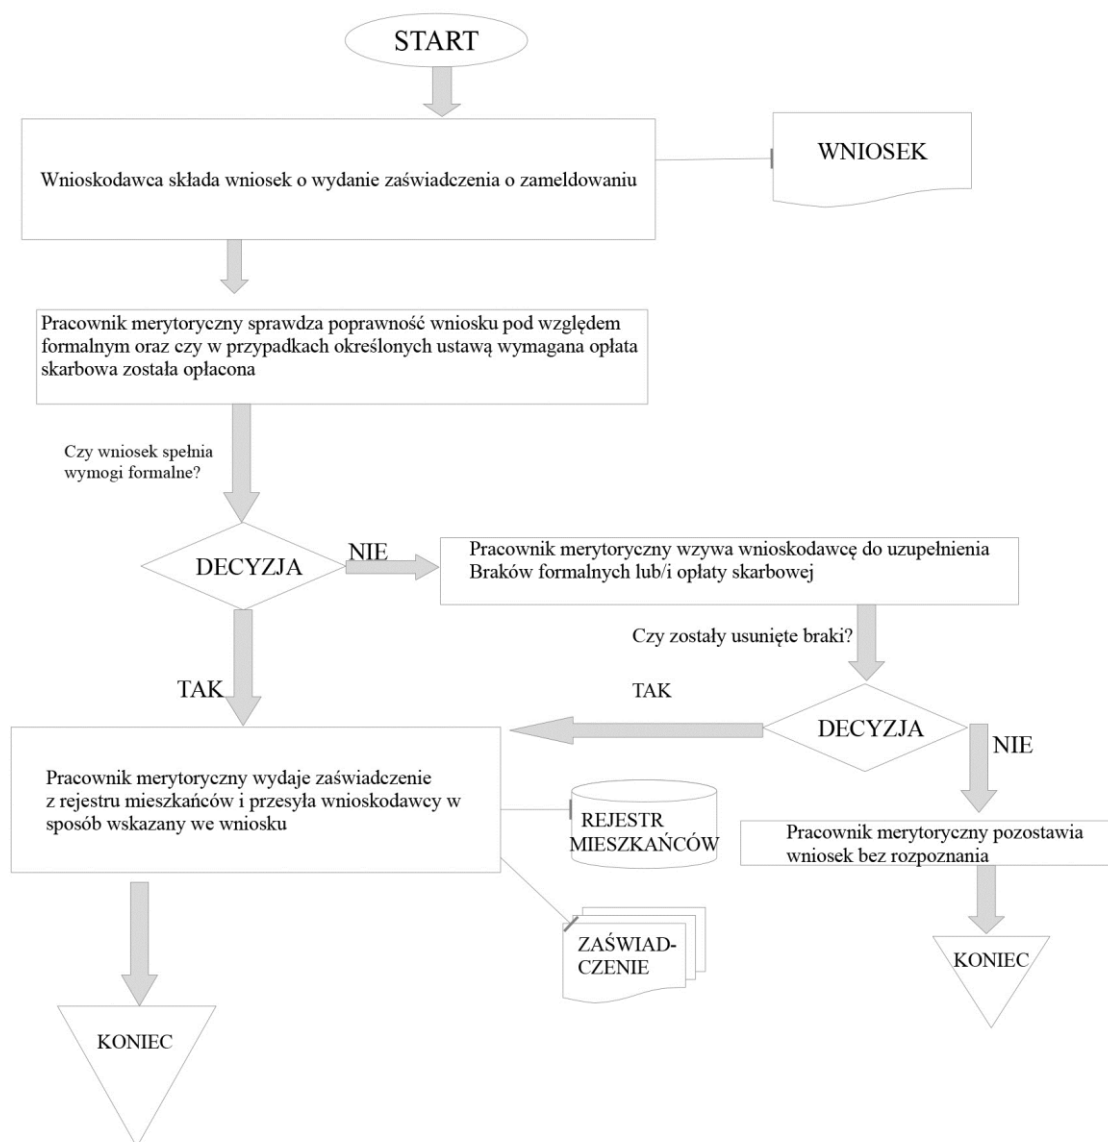 START
Wnioskodawca składa wniosek o wydanie zaświadczenia o zameldowaniu
WNIOSEK
Pracownik merytoryczny sprawdza poprawność wniosku pod względem
formalnym oraz czy w przypadkach określonych ustawą wymagana opłata
skarbowa została opłacona
Czy wniosek spełnia
wymogi formalne?
DECYZJA
NIE
Pracownik merytoryczny wzywa wnioskodawcę do uzupełnienia
Braków formalnych lub/i opłaty skarbowej
Czy zostały usunięte braki?
TAK
TAK
DECYZJA
NIE
Pracownik merytoryczny wydaje zaświadczenie
z rejestru mieszkańców i przesyła wnioskodawcy w
sposób wskazany we wniosku
REJESTR
MIESZKAŃCÓW
Pracownik merytoryczny pozostawia
wniosek bez rozpoznania
ZAŚWIAD-
CZENIE
KONIEC
KONIEC